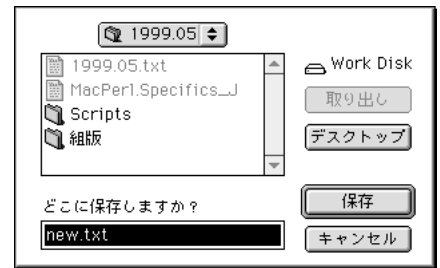 1999.05
1999.05.txt
MacPerl.Specifics_J
Scripts
組版
Work Disk
取り出し
デスクトップ
どこに保存しますか？
new.txt
保存
キャンセル